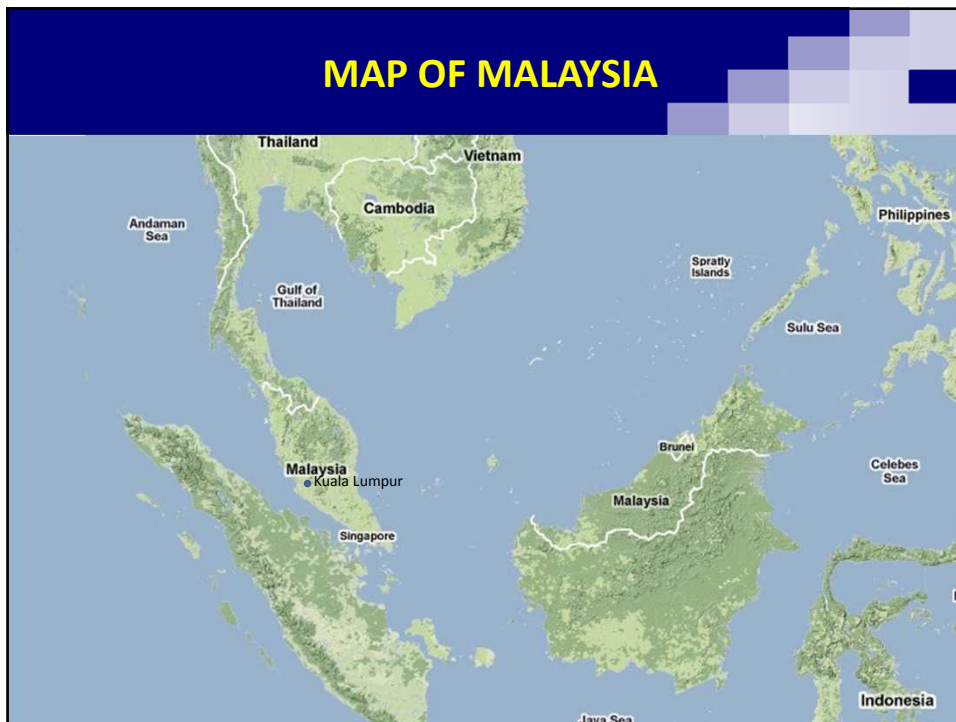 MAP OF MALAYSIA
Thailand
Vietnam
Cambodia
Andaman
Sea
Philippines
Spratly
Islands
Gulf of
Thailand
Sulu Sea
Brunei
Malaysia
Kuala Lumpur
Celebes
Sea
Malaysia
Singapore
Indonesia
Java Sea